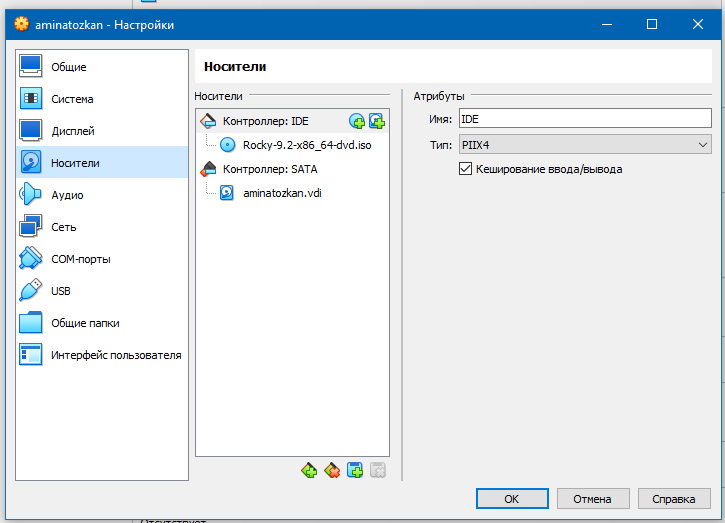 aminatozkan - Настройки
Общие
Система
Дисплей
Носители
Аудио
Сеть
COM-порты
USB
Общие папки
Интерфейс пользователя
Носители
Носители
Контроллер: IDE
Rocky-9.2-x86_64-dvd.iso
Контроллер: SATA
aminatozkan.vdi
Атрибуты
Имя: IDE
Тип: PIIX4
Кеширование ввода/вывода
OK
Отмена
Справка
Отсутствует